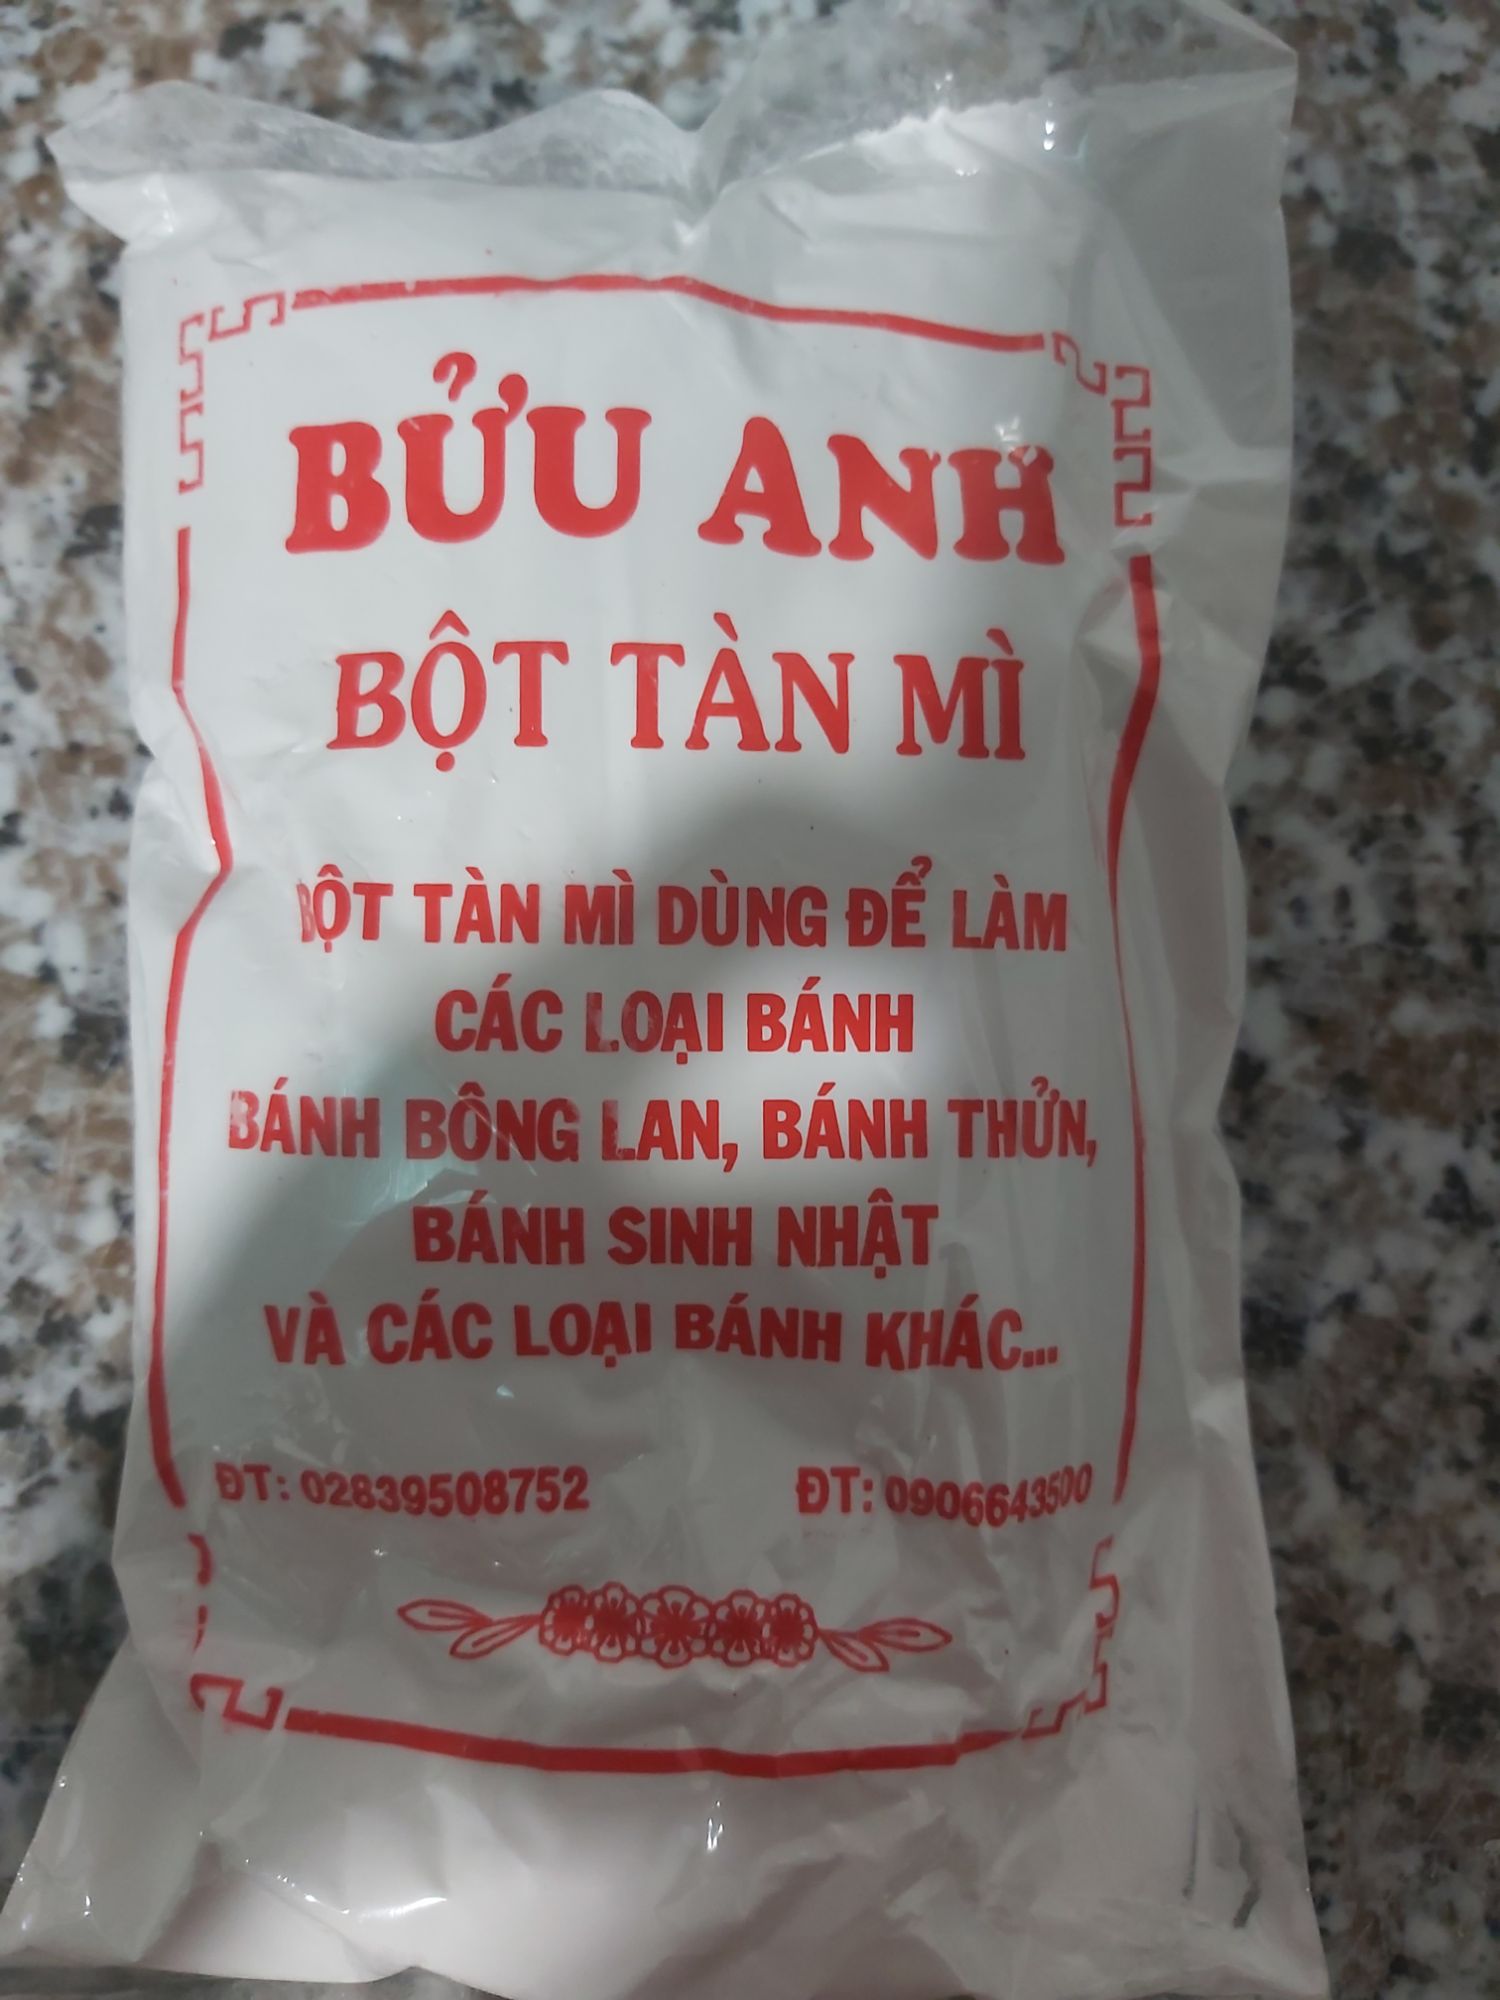 BỬU ANH
BỘT TÀN MÌ
BỘT TÀN MÌ DÙNG ĐỂ LÀM
CÁC LOẠI BÁNH
BÁNH BÔNG LAN, BÁNH THỬN,
BÁNH SINH NHẬT
VÀ CÁC LOẠI BÁNH KHÁC...
ĐT: 02839508752 ĐT: 0906643500